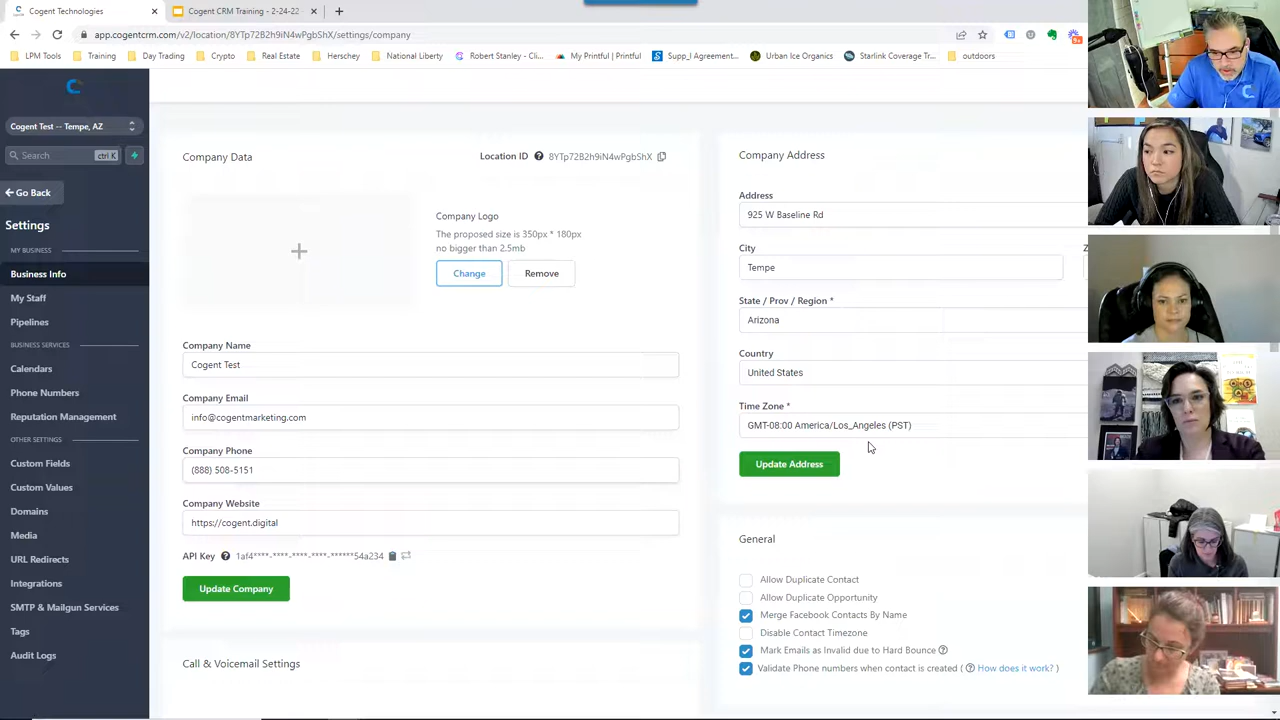 Cogent Technologies
Cogent CRM Training - 2-24-22
app.cogentcrm.com/v2/location/8YTp72B2h9iN4wPgbShX/settings/company
LPM Tools
Training
Day Trading
Crypto
Real Estate
Hershey
National Liberty
Robert Stanley - Cli...
My Printful | Printful
Suppl_I Agreement...
Urban Ice Organics
Starlink Coverage Tr...
outdoors
Cogent Test -- Tempe, AZ
Search
ctrl K
Go Back
Settings
MY BUSINESS
Business Info
My Staff
Pipelines
BUSINESS SERVICES
Calendars
Phone Numbers
Reputation Management
OTHER SETTINGS
Custom Fields
Custom Values
Domains
Media
URL Redirects
Integrations
SMTP & Mailgun Services
Tags
Audit Logs
Company Data
Location ID
8YTp72B2h9iN4wPgbShX
Company Logo
The proposed size is 350px * 180px
no bigger than 2.5mb
Change
Remove
Company Name
Cogent Test
Company Email
info@cogentmarketing.com
Company Phone
(888) 508-5151
Company Website
https://cogent.digital
API Key
1af4****-****-****-****-******54a234
Update Company
Call & Voicemail Settings
Company Address
Address
925 W Baseline Rd
City
Tempe
State / Prov / Region *
Arizona
Country
United States
Time Zone *
GMT-08:00 America/Los_Angeles (PST)
Update Address
General
Allow Duplicate Contact
Allow Duplicate Opportunity
Merge Facebook Contacts By Name
Disable Contact Timezone
Mark Emails as Invalid due to Hard Bounce
Validate Phone numbers when contact is created ( How does it work? )